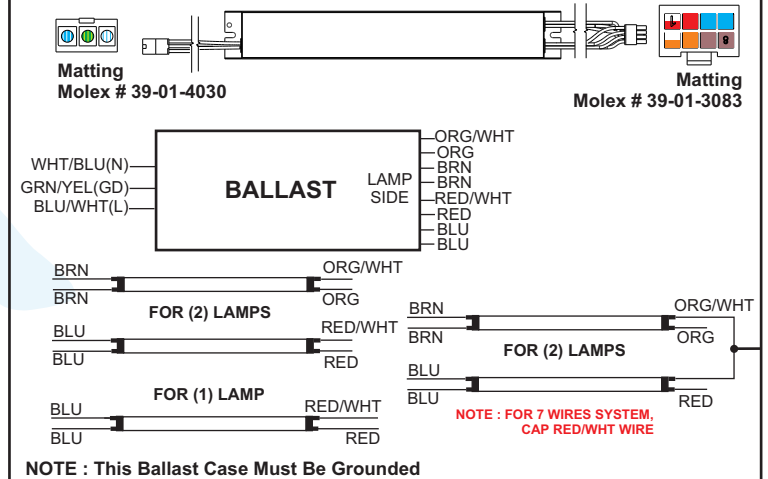 Matting
Molex # 39-01-4030
Matting
Molex # 39-01-3083
WHT/BLU(N)
GRN/YEL(GD)
BLU/WHT(L)
BALLAST
LAMP
SIDE
ORG/WHT
ORG
BRN
BRN
RED/WHT
RED
BLU
BLU
BRN
ORG/WHT
BRN
ORG
FOR (2) LAMPS
BLU
RED/WHT
BLU
RED
FOR (1) LAMP
BLU
RED/WHT
BLU
RED
BRN
ORG/WHT
BRN
ORG
FOR (2) LAMPS
BLU
BLU
RED
NOTE : FOR 7 WIRES SYSTEM,
CAP RED/WHT WIRE
NOTE : This Ballast Case Must Be Grounded